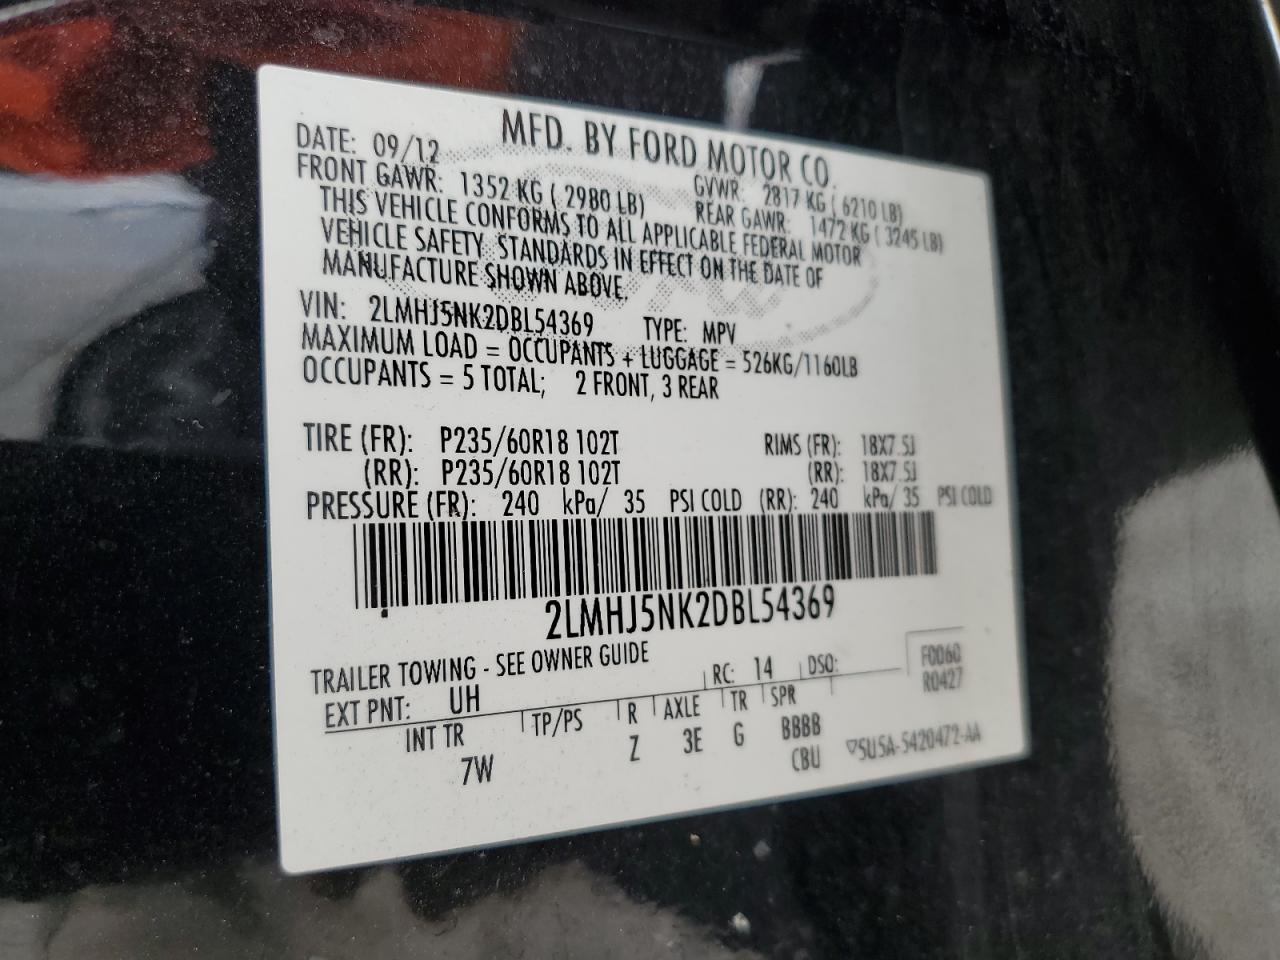 MFD. BY FORD MOTOR CO.
DATE: 09/12 GVWR: 2817 KG ( 6210 LB)
FRONT GAWR: 1352 KG ( 2980 LB) REAR GAWR: 1472 KG ( 3245 LB)
THIS VEHICLE CONFORMS TO ALL APPLICABLE FEDERAL MOTOR
VEHICLE SAFETY STANDARDS IN EFFECT ON THE DATE OF
MANUFACTURE SHOWN ABOVE.
VIN: 2LMHJ5NK2DBL54369 TYPE: MPV
MAXIMUM LOAD = OCCUPANTS + LUGGAGE = 526KG/1160LB
OCCUPANTS = 5 TOTAL; 2 FRONT, 3 REAR
TIRE (FR): P235/60R18 102T RIMS (FR): 18X7.5J
(RR): P235/60R18 102T (RR): 18X7.5J
PRESSURE (FR): 240 kPa/ 35 PSI COLD (RR): 240 kPa/ 35 PSI COLD
2LMHJ5NK2DBL54369
TRAILER TOWING - SEE OWNER GUIDE
EXT PNT: UH RC: 14 DSO: F0060
R0427
INT TR TP/PS R AXLE TR SPR
7W Z 3E G BBBB
CBU ▽5U5A-5420472-AA